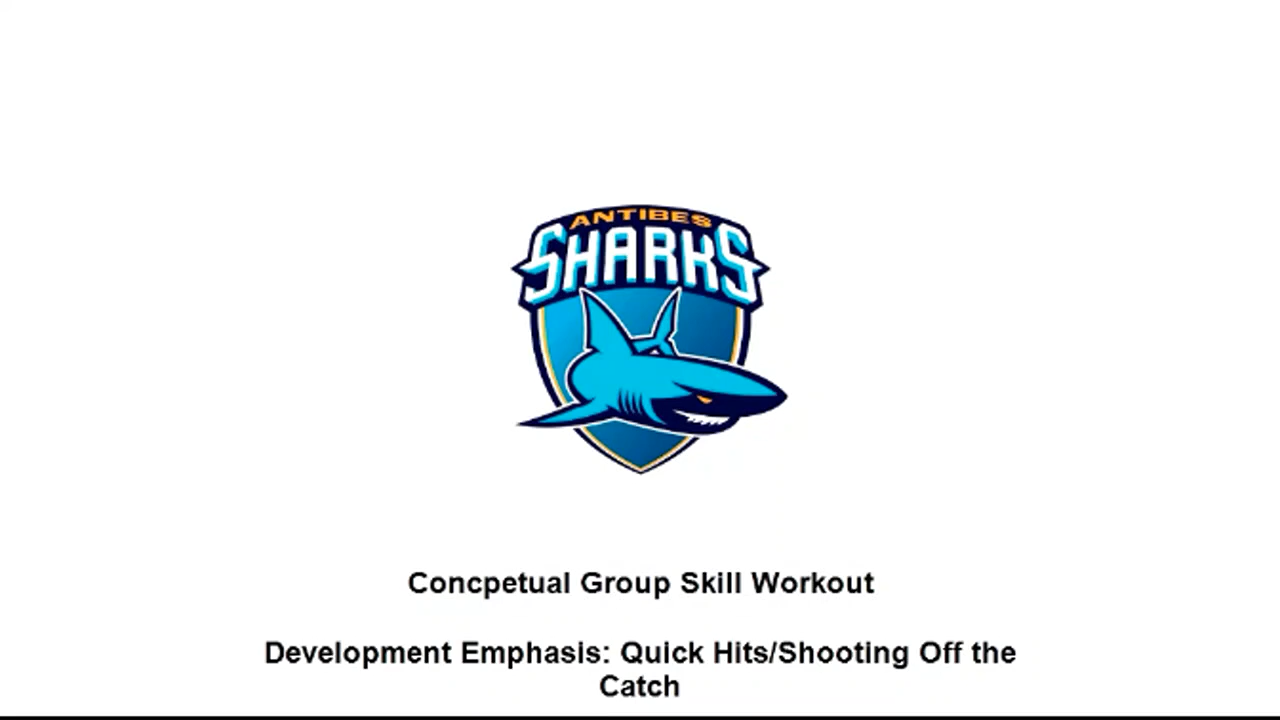 ANTIBES
SHARKS
Concpetual Group Skill Workout
Development Emphasis: Quick Hits/Shooting Off the
Catch